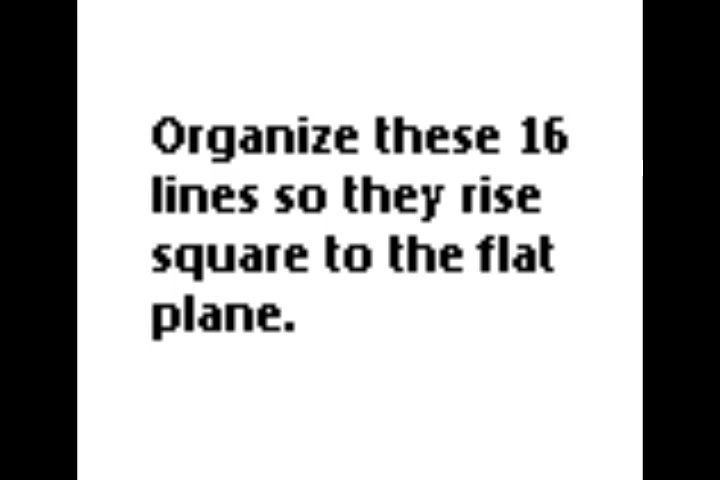 Organize these 16
lines so they rise
square to the flat
plane.